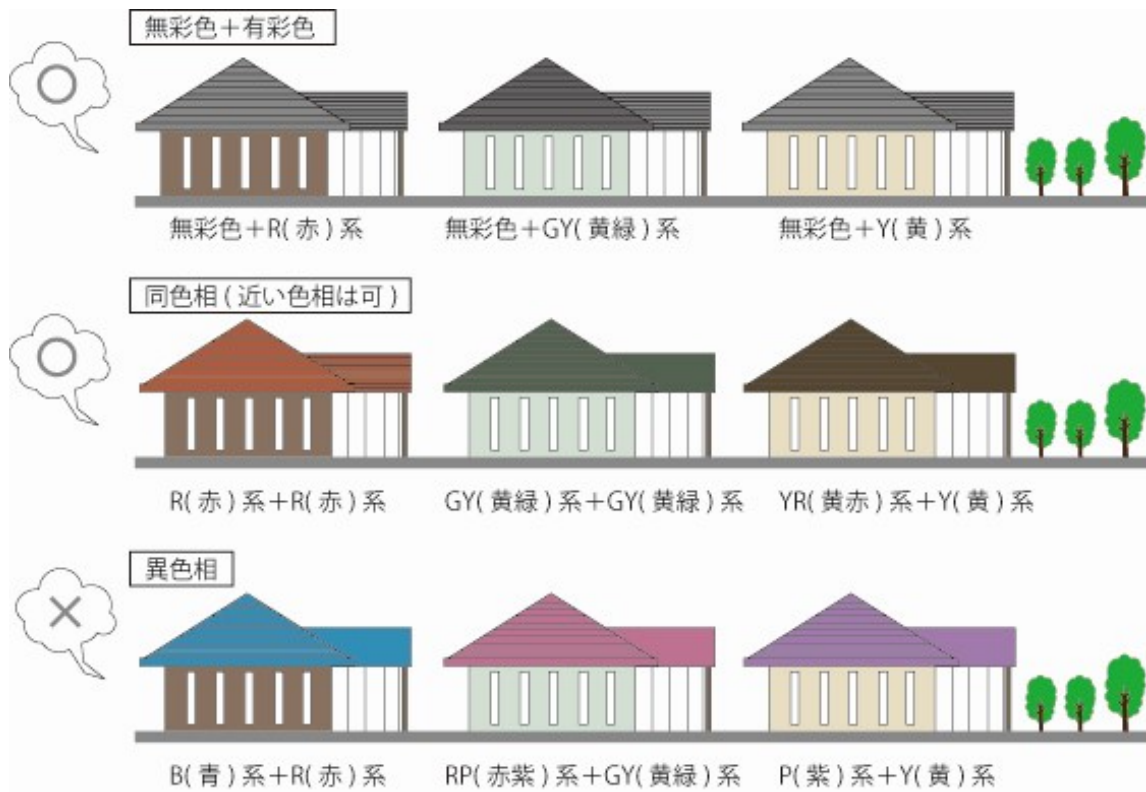 無彩色＋有彩色
無彩色＋R(赤)系
無彩色＋GY(黄緑)系
無彩色＋Y(黄)系
同色相(近い色相は可)
R(赤)系＋R(赤)系
GY(黄緑)系＋GY(黄緑)系
YR(黄赤)系＋Y(黄)系
異色相
B(青)系＋R(赤)系
RP(赤紫)系＋GY(黄緑)系
P(紫)系＋Y(黄)系